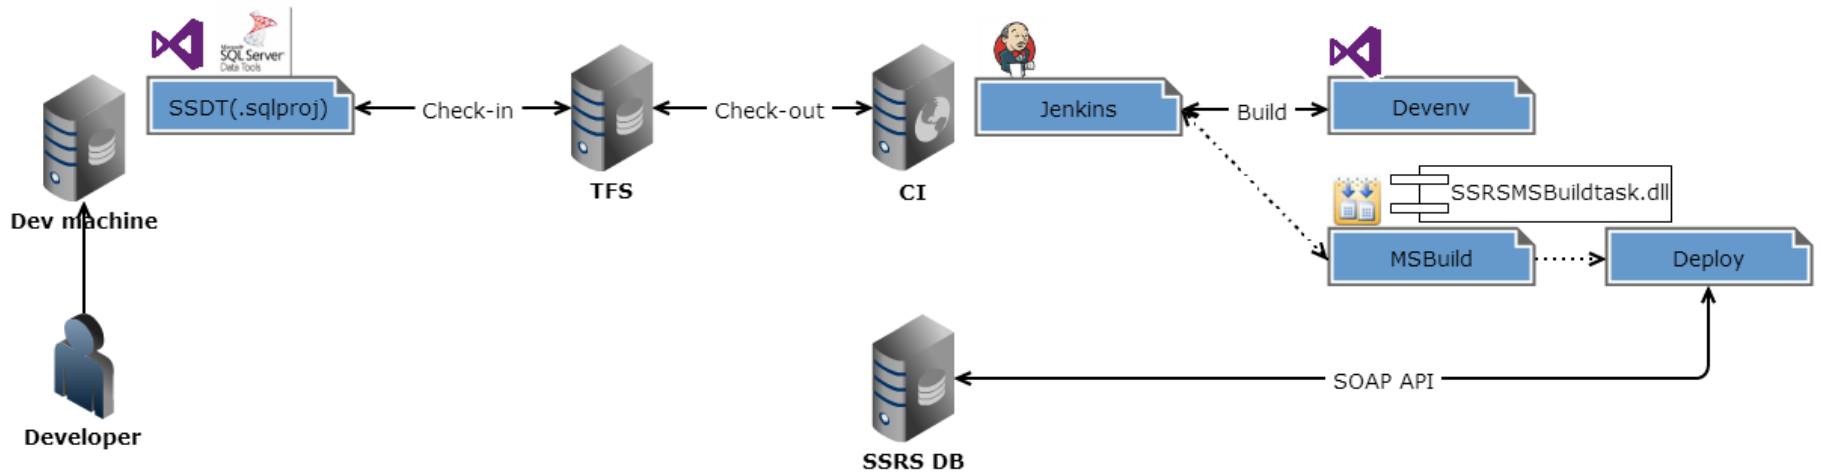 Microsoft
SQL Server
Data Tools
SSDT(.sqlproj)
Check-in
Check-out
Jenkins
Build
Devenv
TFS
CI
SSRSMSBuildtask.dll
Dev machine
MSBuild
Deploy
SOAP API
Developer
SSRS DB